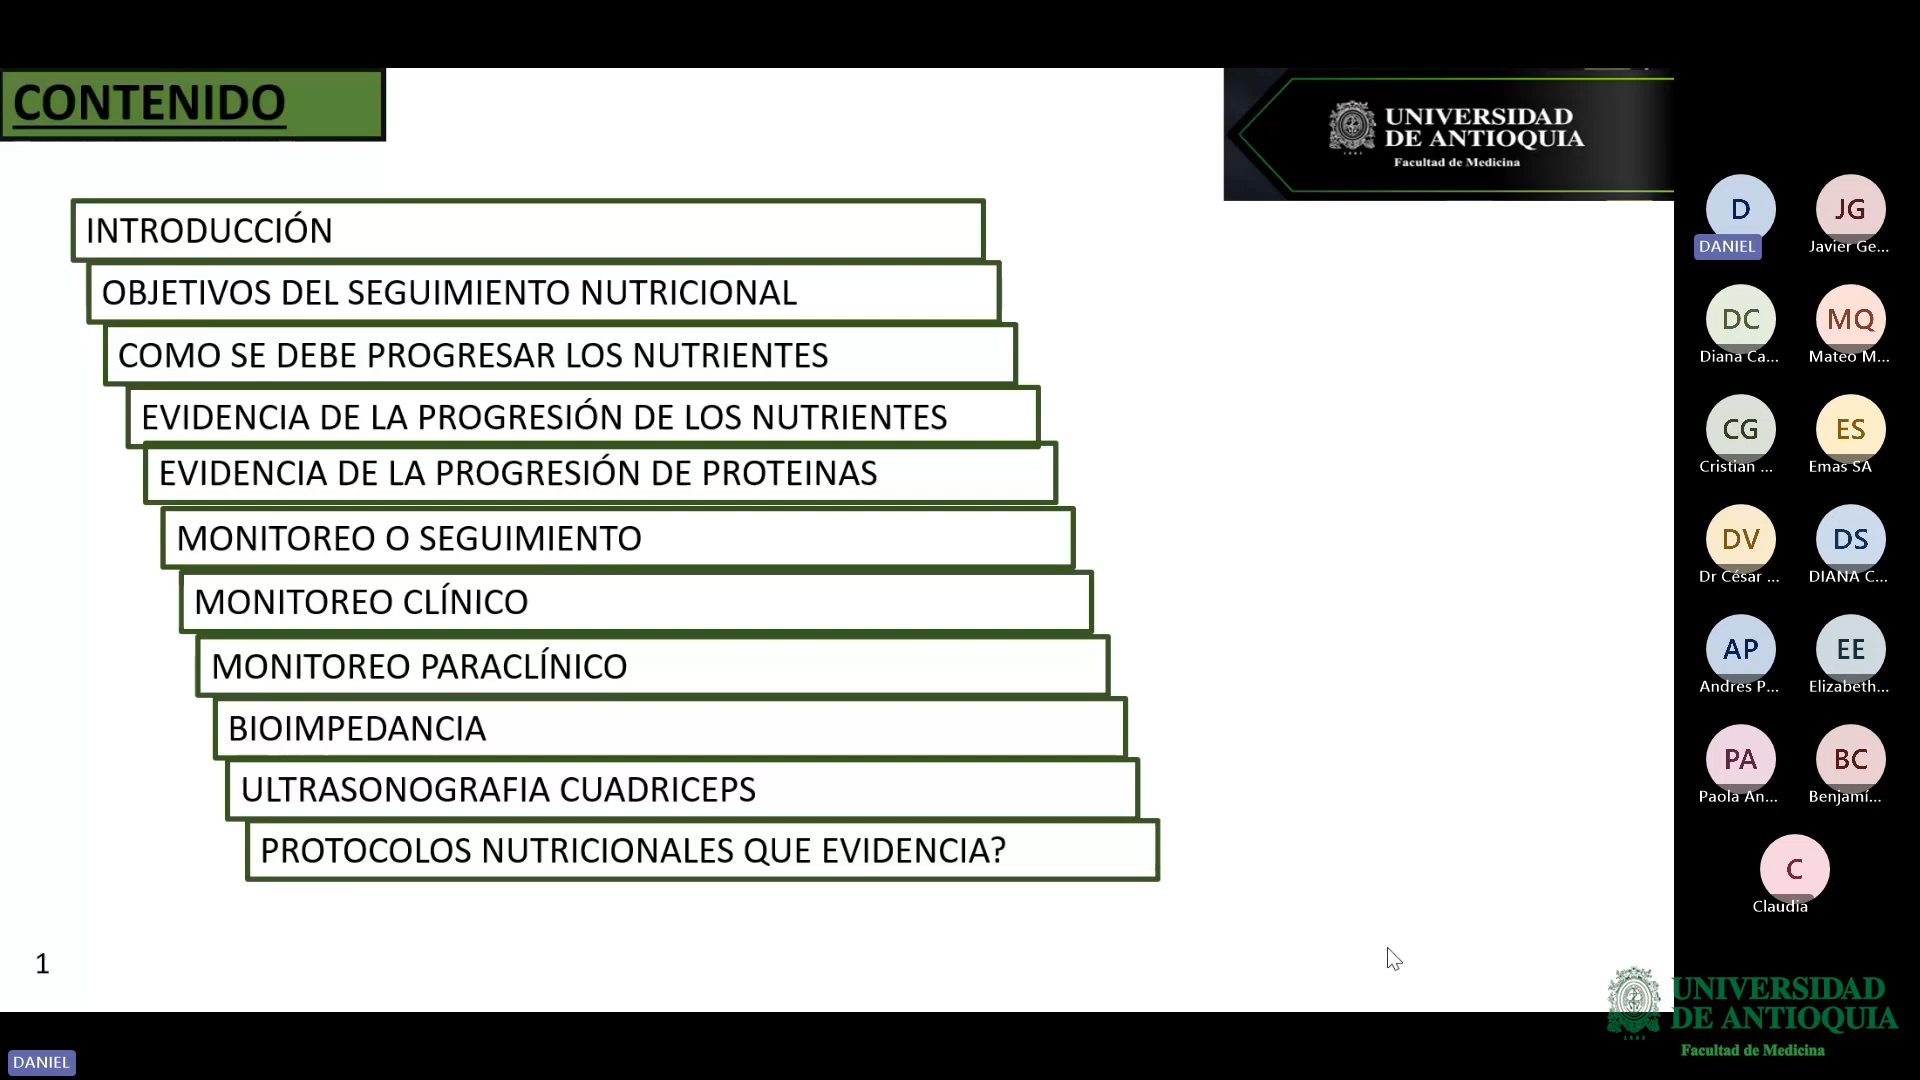 CONTENIDO
UNIVERSIDAD
DE ANTIOQUIA
1803
Facultad de Medicina
INTRODUCCIÓN
OBJETIVOS DEL SEGUIMIENTO NUTRICIONAL
COMO SE DEBE PROGRESAR LOS NUTRIENTES
EVIDENCIA DE LA PROGRESIÓN DE LOS NUTRIENTES
EVIDENCIA DE LA PROGRESIÓN DE PROTEINAS
MONITOREO O SEGUIMIENTO
MONITOREO CLÍNICO
MONITOREO PARACLÍNICO
BIOIMPEDANCIA
ULTRASONOGRAFIA CUADRICEPS
PROTOCOLOS NUTRICIONALES QUE EVIDENCIA?
1
D
DANIEL
JG
Javier Ge...
DC
Diana Ca...
MQ
Mateo M...
CG
Cristian ...
ES
Emas SA
DV
Dr César ...
DS
DIANA C...
AP
Andres P...
EE
Elizabeth...
PA
Paola An...
BC
Benjamí...
C
Claudia
UNIVERSIDAD
DE ANTIOQUIA
1803
Facultad de Medicina
DANIEL